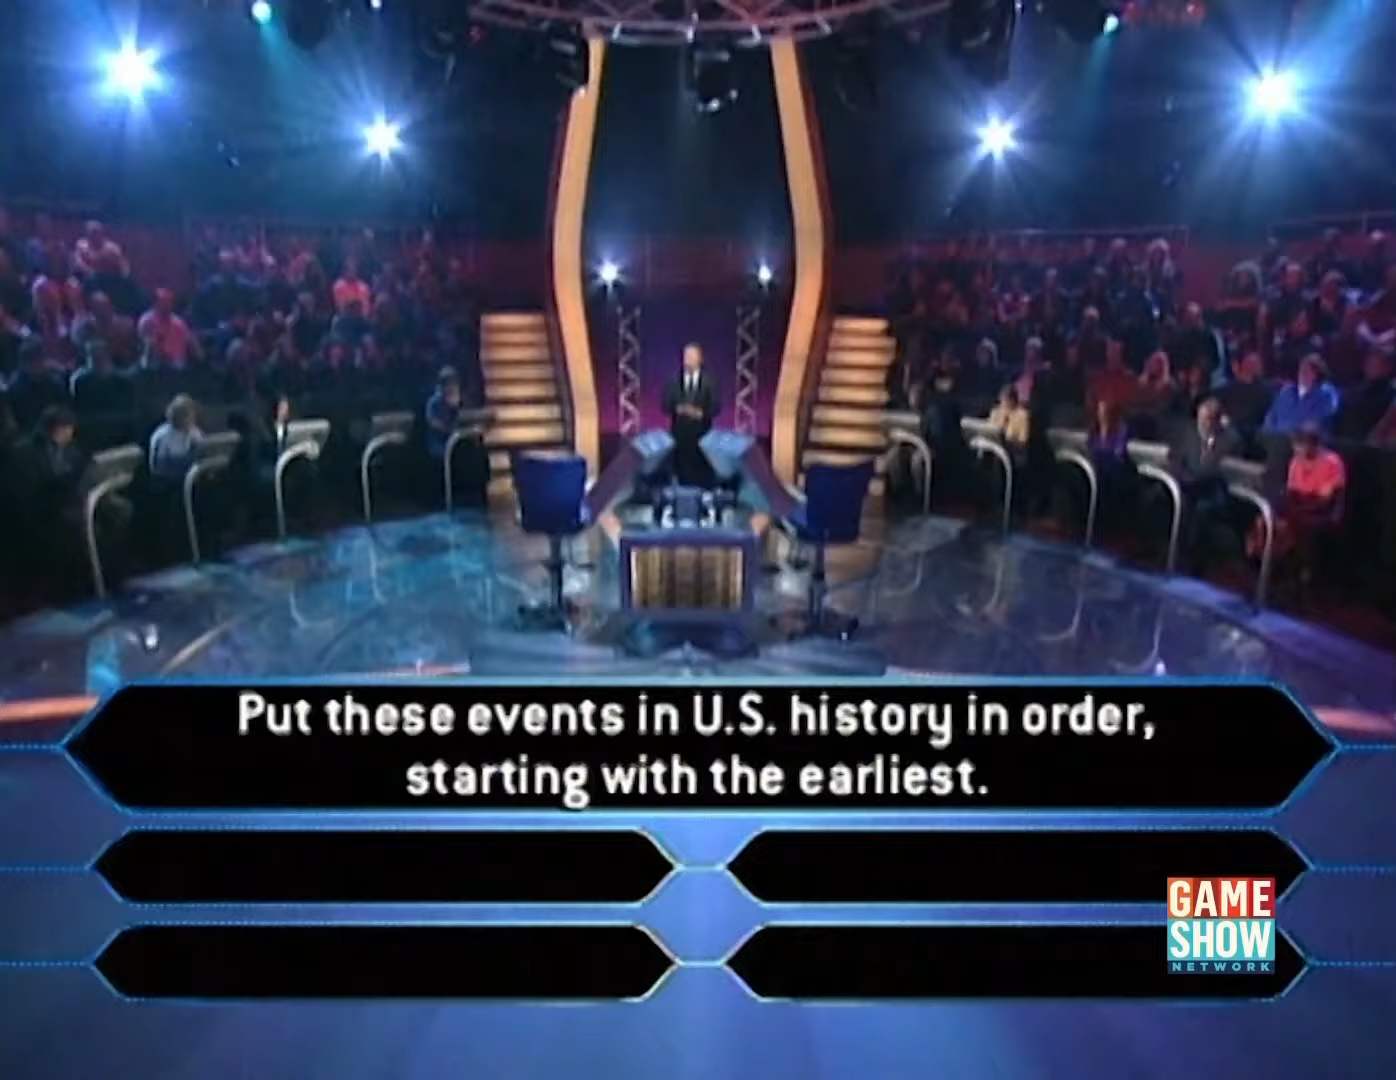 Put these events in U.S. history in order,
starting with the earliest.
GAME
SHOW
NETWORK